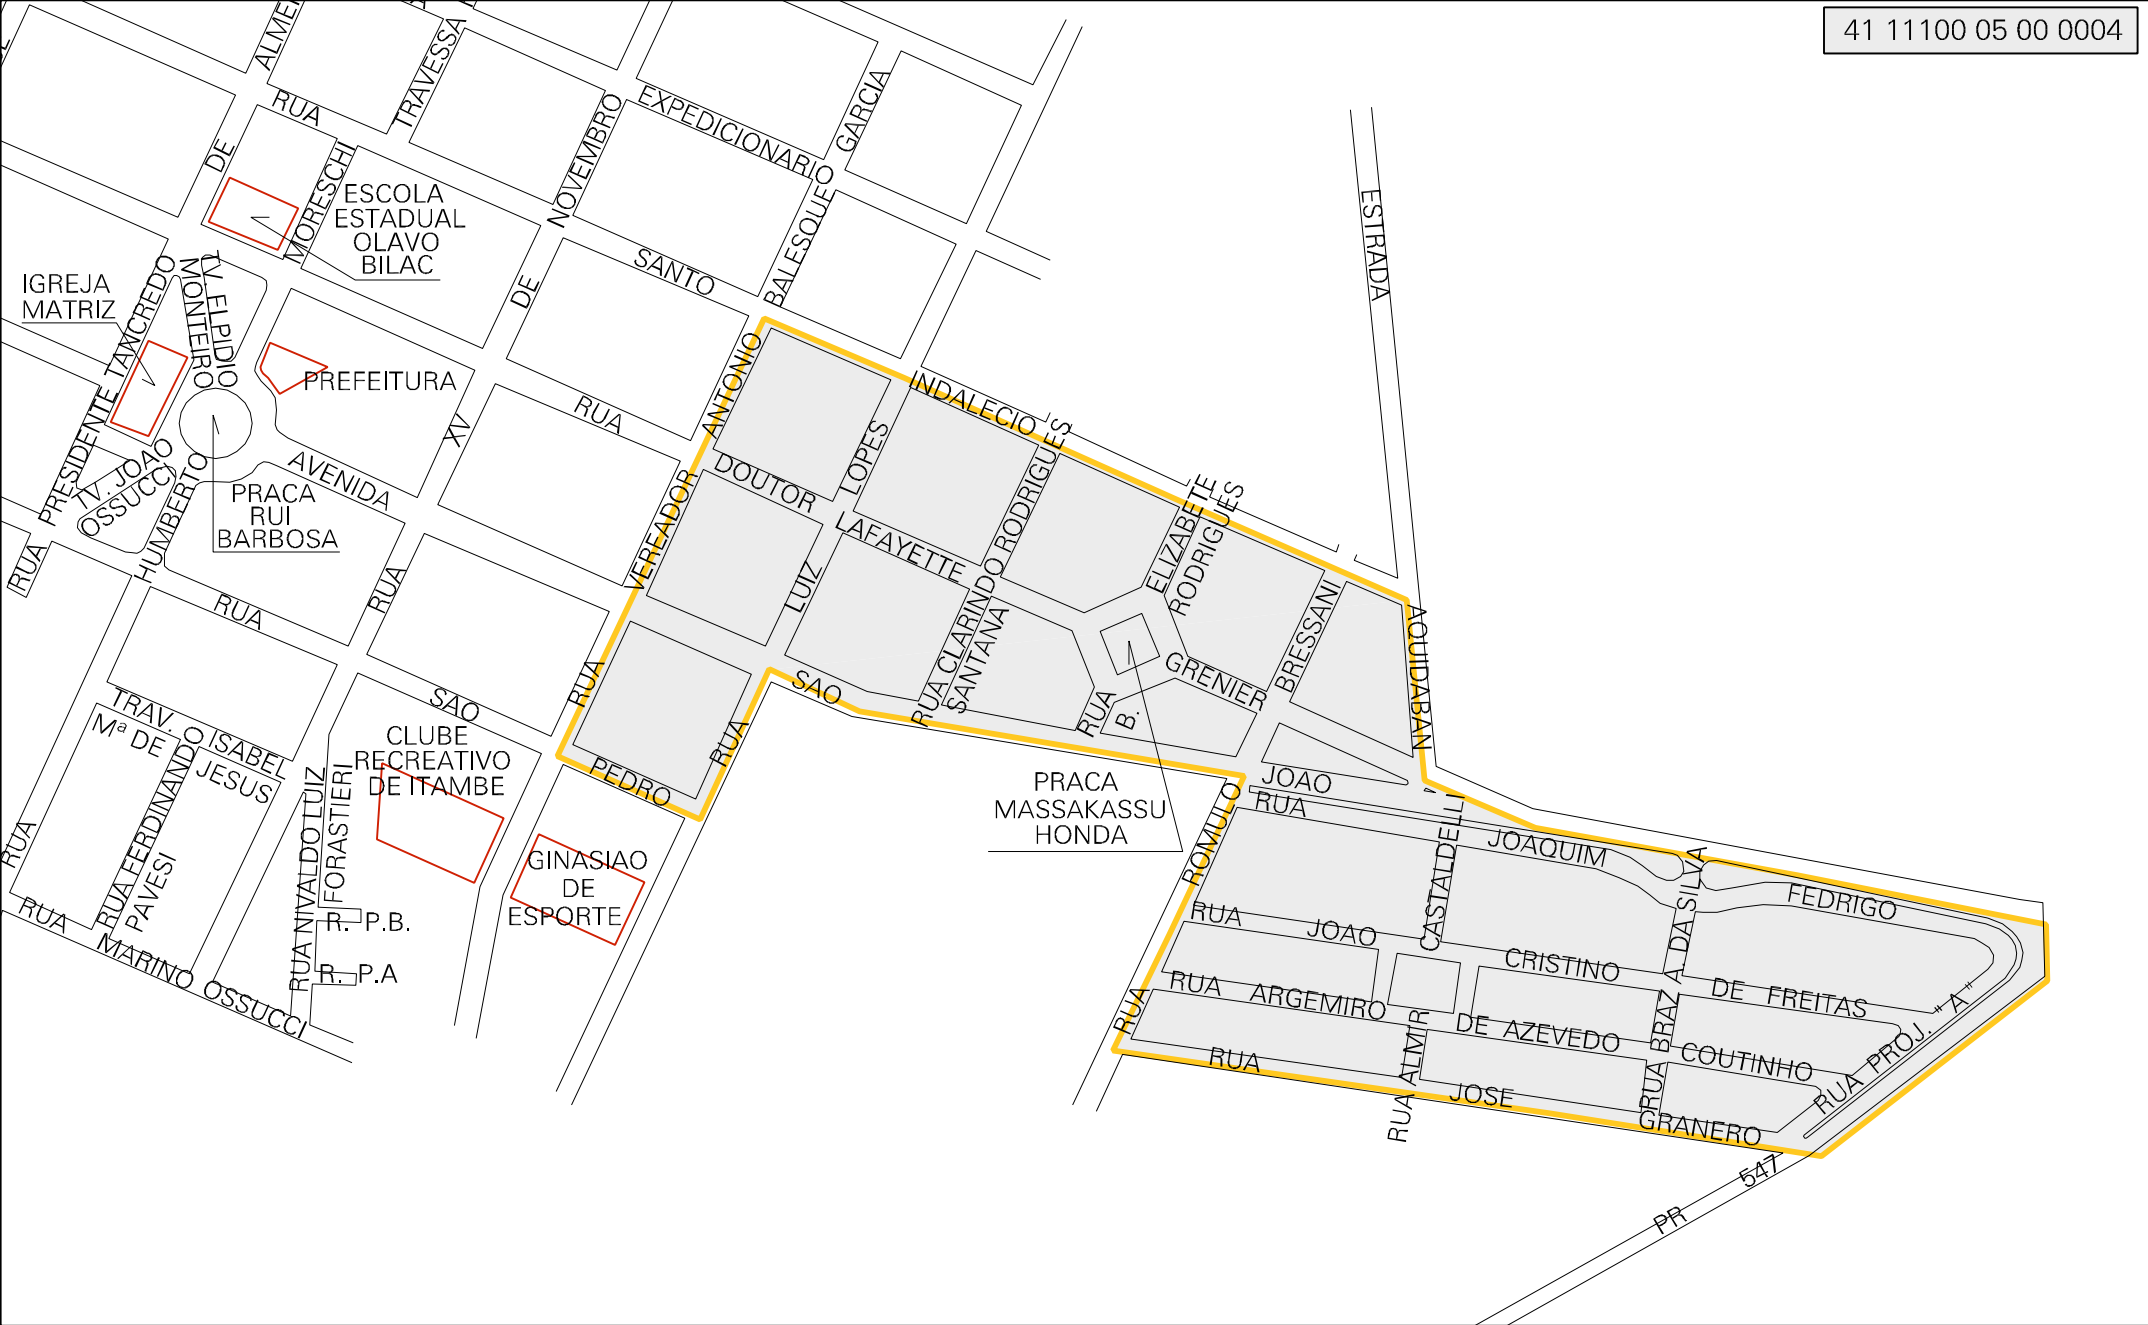 41 11100 05 00 0004
TRAVESSA
RUA
DE
MORESCHI
ESCOLA
ESTADUAL
OLAVO
BILAC
EXPEDICIONARIO
GARCIA
NOVEMBRO
BALESQUE
SANTO
DE
ESTRADA
IGREJA
MATRIZ
TV. ELPIDIO
MONTEIRO
PRESIDENTE TANCREDO
PREFEITURA
RUA
XV
ANTONIO
INDALECIO
LOPES
DOUTOR
AVENIDA
TV. JOAO
OSSUCCI
HUMBERTO
PRACA
RUI
BARBOSA
VEREADOR
LAFAYETTE
RUA CLARINDO RODRIGUES
SANTANA
ELIZABETE
RODRIGUES
LUIZ
RUA
RUA
RUA
BRESSANI
AQUIDABAN
GRENIER
RUA
B.
SAO
SAO
RUA
RUA
PEDRO
TRAV. ISABEL
Mª DE JESUS
CLUBE
RECREATIVO
DE ITAMBE
RUA FERDINANDO
PAVESI
RUA NIVALDO LUIZ
FORASTIERI
RUA
GINASIAO
DE
ESPORTE
R. P.B.
R. P.A
RUA MARINO OSSUCCI
PRACA
MASSAKASSU
HONDA
JOAO
RUA JOAQUIM FEDRIGO
ROMULO
RUA
CASTALDELLI
RUA ALMIR
RUA BRAZ A. DA SILVA
RUA JOAO CRISTINO DE FREITAS
RUA ARGEMIRO DE AZEVEDO COUTINHO
RUA PROJ. "A"
RUA JOSE GRANERO
PR 547